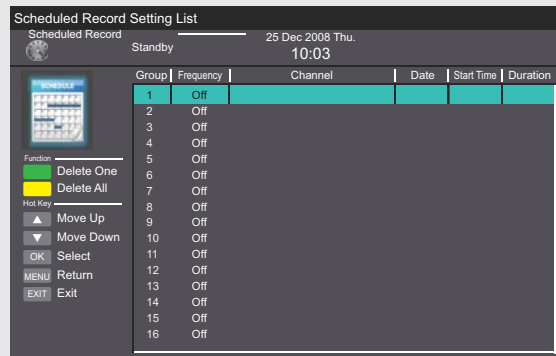 Scheduled Record Setting List
Scheduled Record
Standby
25 Dec 2008 Thu.
10:03
SCHEDULE
Group Frequency Channel Date Start Time Duration
1 Off
2 Off
3 Off
4 Off
5 Off
6 Off
7 Off
8 Off
9 Off
10 Off
11 Off
12 Off
13 Off
14 Off
15 Off
16 Off
Function
Delete One
Delete All
Hot Key
Move Up
Move Down
OK Select
MENU Return
EXIT Exit